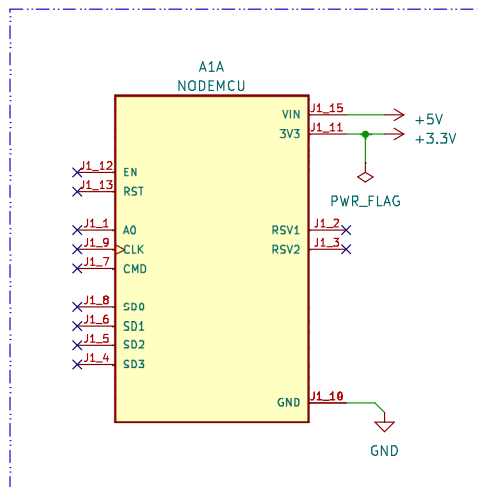 A1A
NODEMCU
VIN J1_15
+5V
3V3 J1_11
+3.3V
PWR_FLAG
J1_12 EN
J1_13 RST
J1_1 A0
RSV1 J1_2
J1_9 CLK
RSV2 J1_3
J1_7 CMD
J1_8 SD0
J1_6 SD1
J1_5 SD2
J1_4 SD3
GND
GND